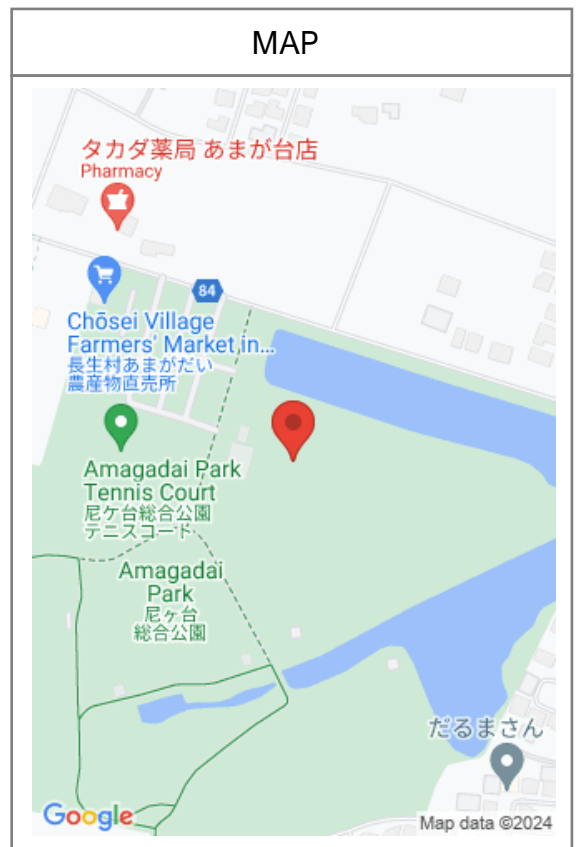 MAP
タカダ薬局 あまが台店
Pharmacy
84
Chōsei Village
Farmers' Market in...
長生村あまがだい
農産物直売所
Amagadai Park
Tennis Court
尼ケ台総合公園
テニスコート
Amagadai
Park
尼ヶ台
総合公園
だるまさん
Google
Map data ©2024